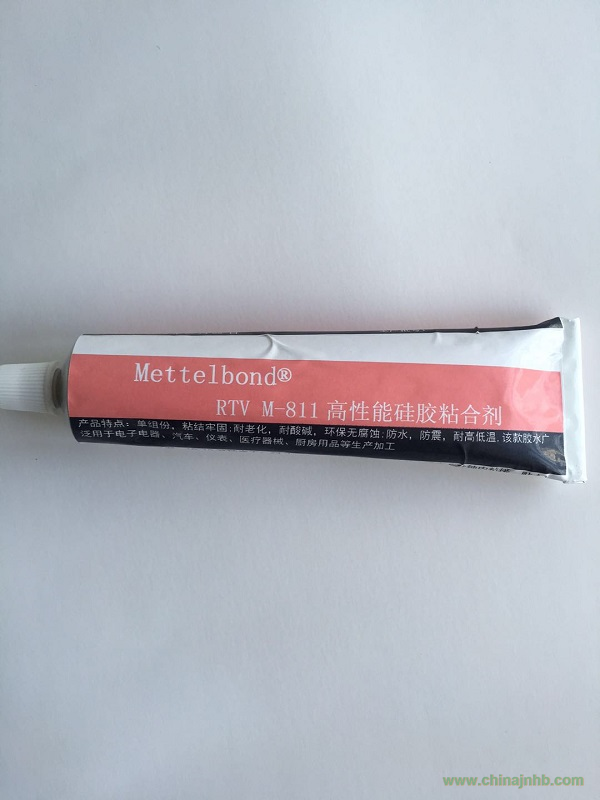 Mettelbond®
RTV M-811 高性能硅胶粘合剂
产品特点：单组份，粘结牢固;耐老化，耐酸碱，环保无腐蚀;防水，防震，耐高低温.该款胶水广
泛用于电子电器、汽车、仪表、医疗器械、厨房用品等生产加工
www.chinajnhb.com